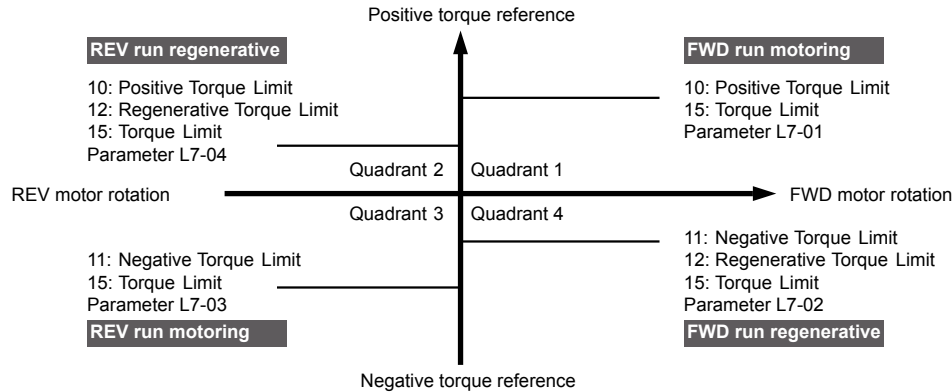 Positive torque reference
REV run regenerative
10: Positive Torque Limit
12: Regenerative Torque Limit
15: Torque Limit
Parameter L7-04
FWD run motoring
10: Positive Torque Limit
15: Torque Limit
Parameter L7-01
Quadrant 2
Quadrant 1
REV motor rotation
FWD motor rotation
Quadrant 3
Quadrant 4
11: Negative Torque Limit
15: Torque Limit
Parameter L7-03
REV run motoring
11: Negative Torque Limit
12: Regenerative Torque Limit
15: Torque Limit
Parameter L7-02
FWD run regenerative
Negative torque reference